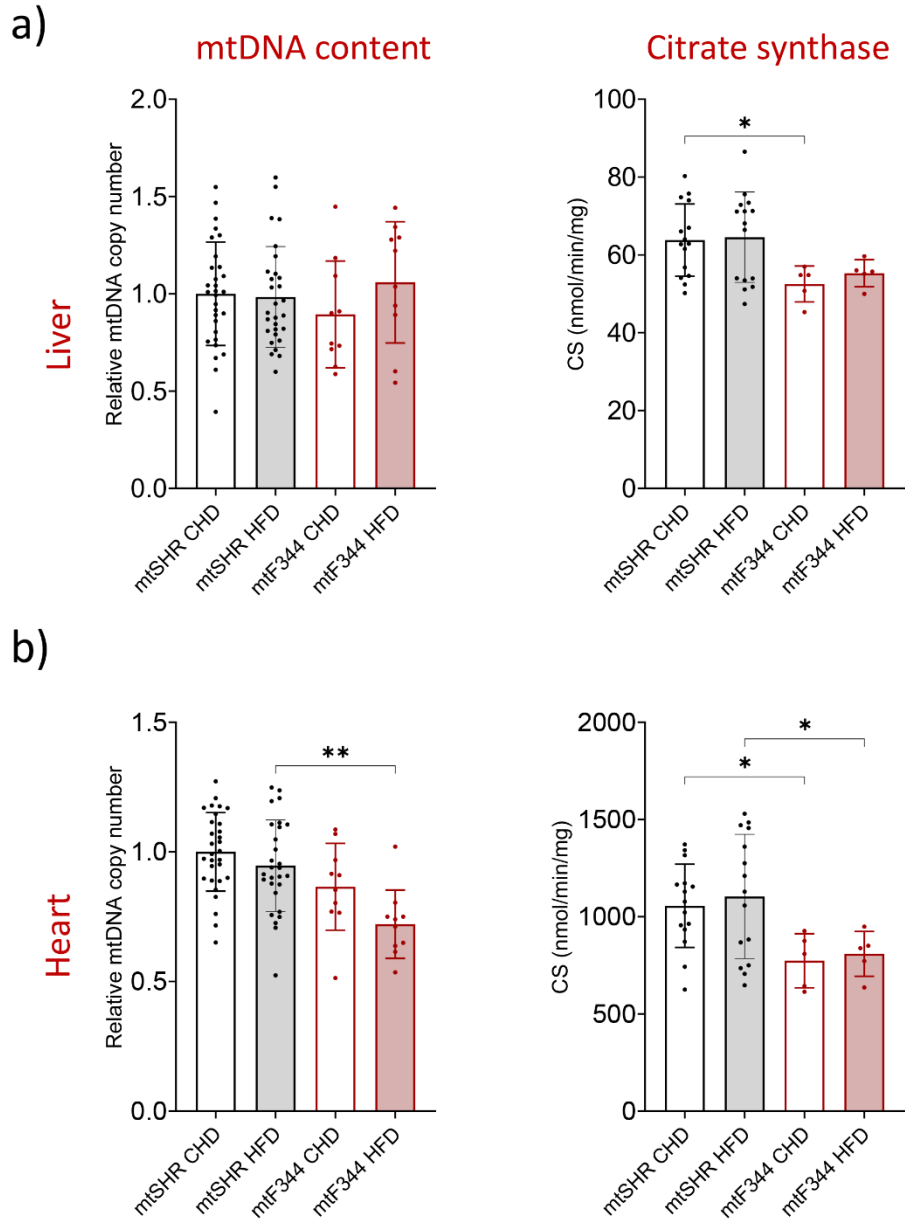 a)
mtDNA content
Citrate synthase
Liver
Relative mtDNA copy number
2.0
1.5
1.0
0.5
0.0
mtSHR CHD
mtSHR HFD
mtF344 CHD
mtF344 HFD
CS (nmol/min/mg)
100
80
60
40
20
0
*
mtSHR CHD
mtSHR HFD
mtF344 CHD
mtF344 HFD
b)
Heart
Relative mtDNA copy number
1.5
1.0
0.5
0.0
**
mtSHR CHD
mtSHR HFD
mtF344 CHD
mtF344 HFD
CS (nmol/min/mg)
2000
1500
1000
500
0
*
*
mtSHR CHD
mtSHR HFD
mtF344 CHD
mtF344 HFD